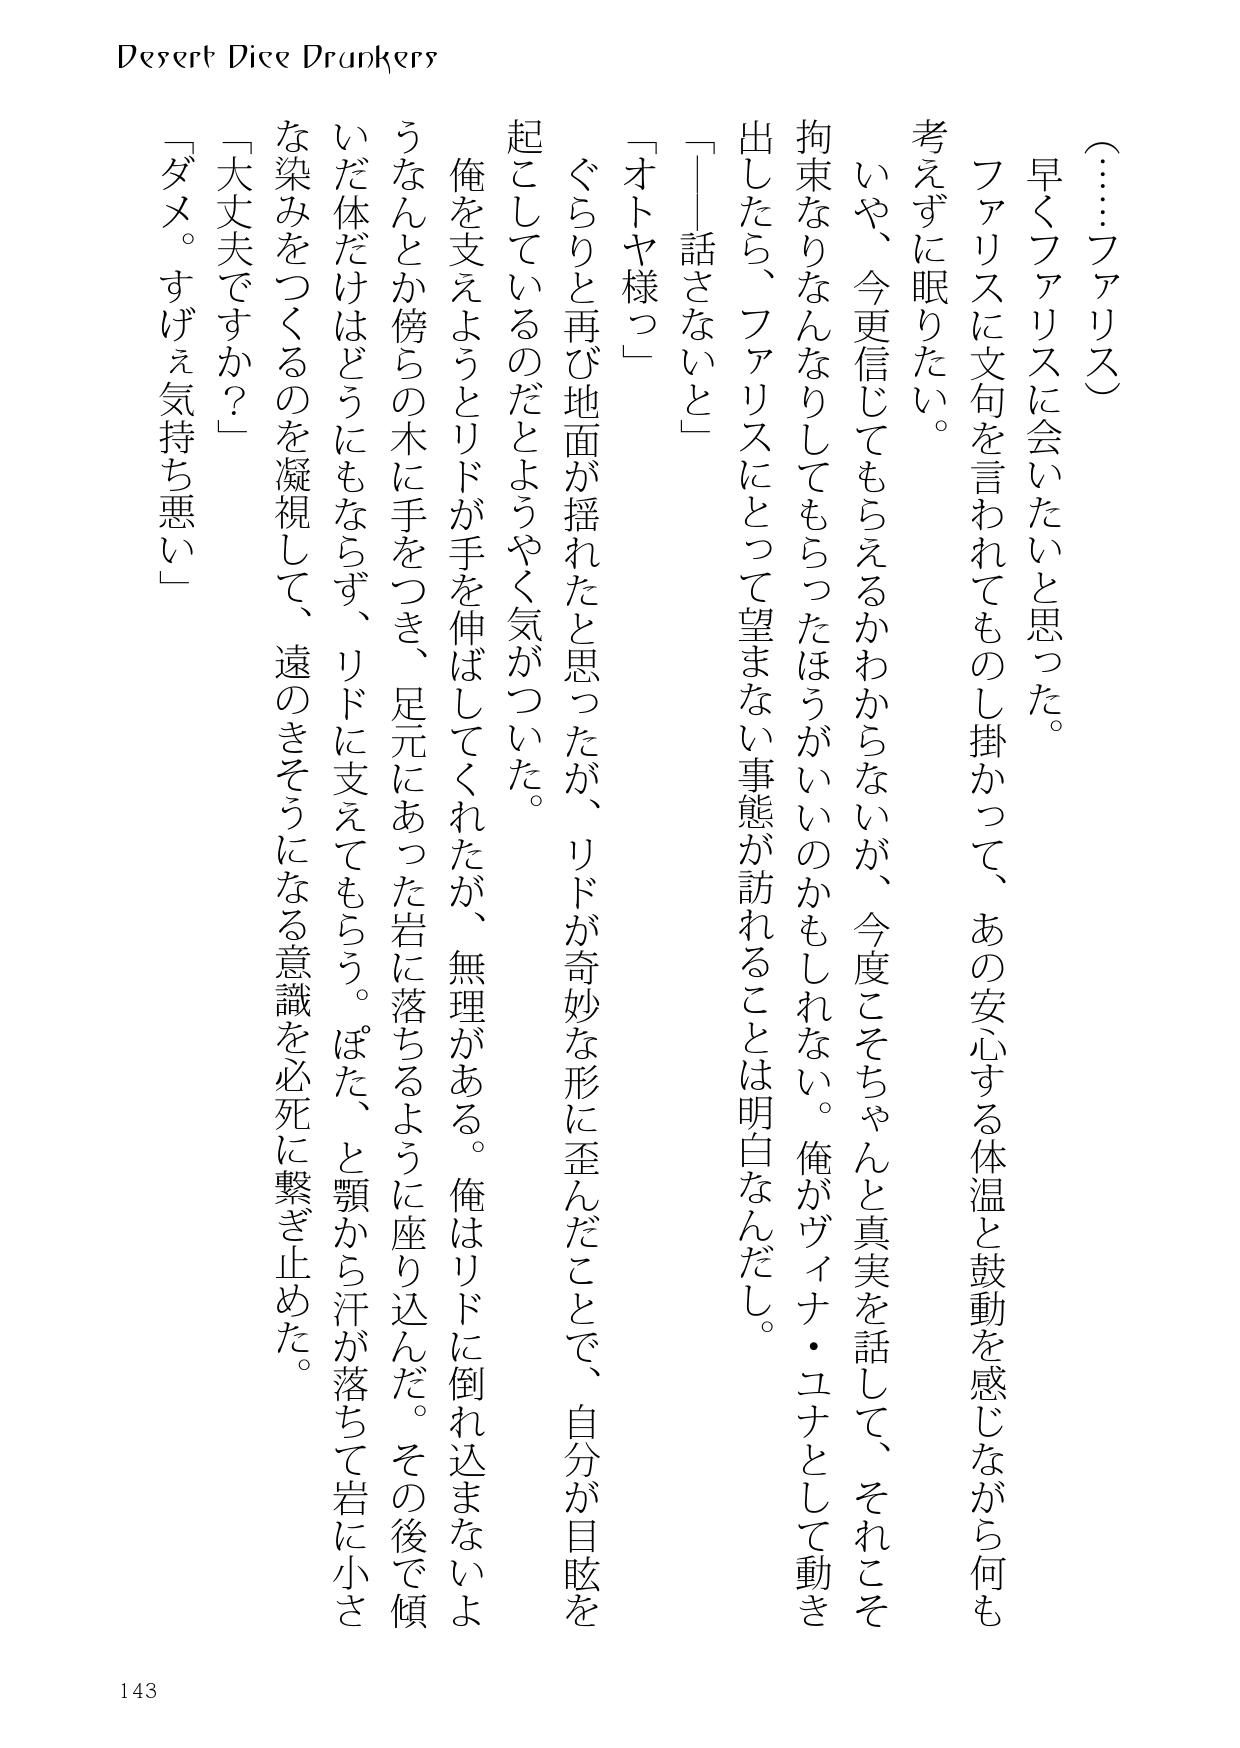 Desert Dice Drunkers
（……ファリス）
早くファリスに会いたいと思った。
ファリスに文句を言われてものし掛かって、あの安心する体温と鼓動を感じながら何も
考えずに眠りたい。
いや、今更信じてもらえるかわからないが、今度こそちゃんと真実を話して、それこそ
拘束なりなんなりしてもらったほうがいいのかもしれない。俺がヴィナ・ユナとして動き
出したら、ファリスにとって望まない事態が訪れることは明白なんだし。
「――話さないと」
「オトヤ様っ」
ぐらりと再び地面が揺れたと思ったが、リドが奇妙な形に歪んだことで、自分が目眩を
起こしているのだとようやく気がついた。
俺を支えようとリドが手を伸ばしてくれたが、無理がある。俺はリドに倒れ込まないよ
うなんとか傍らの木に手をつき、足元にあった岩に落ちるように座り込んだ。その後で傾
いだ体だけはどうにもならず、リドに支えてもらう。ぽた、と顎から汗が落ちて岩に小さ
な染みをつくるのを凝視して、遠のきそうになる意識を必死に繋ぎ止めた。
「大丈夫ですか？」
「ダメ。すげぇ気持ち悪い」
143